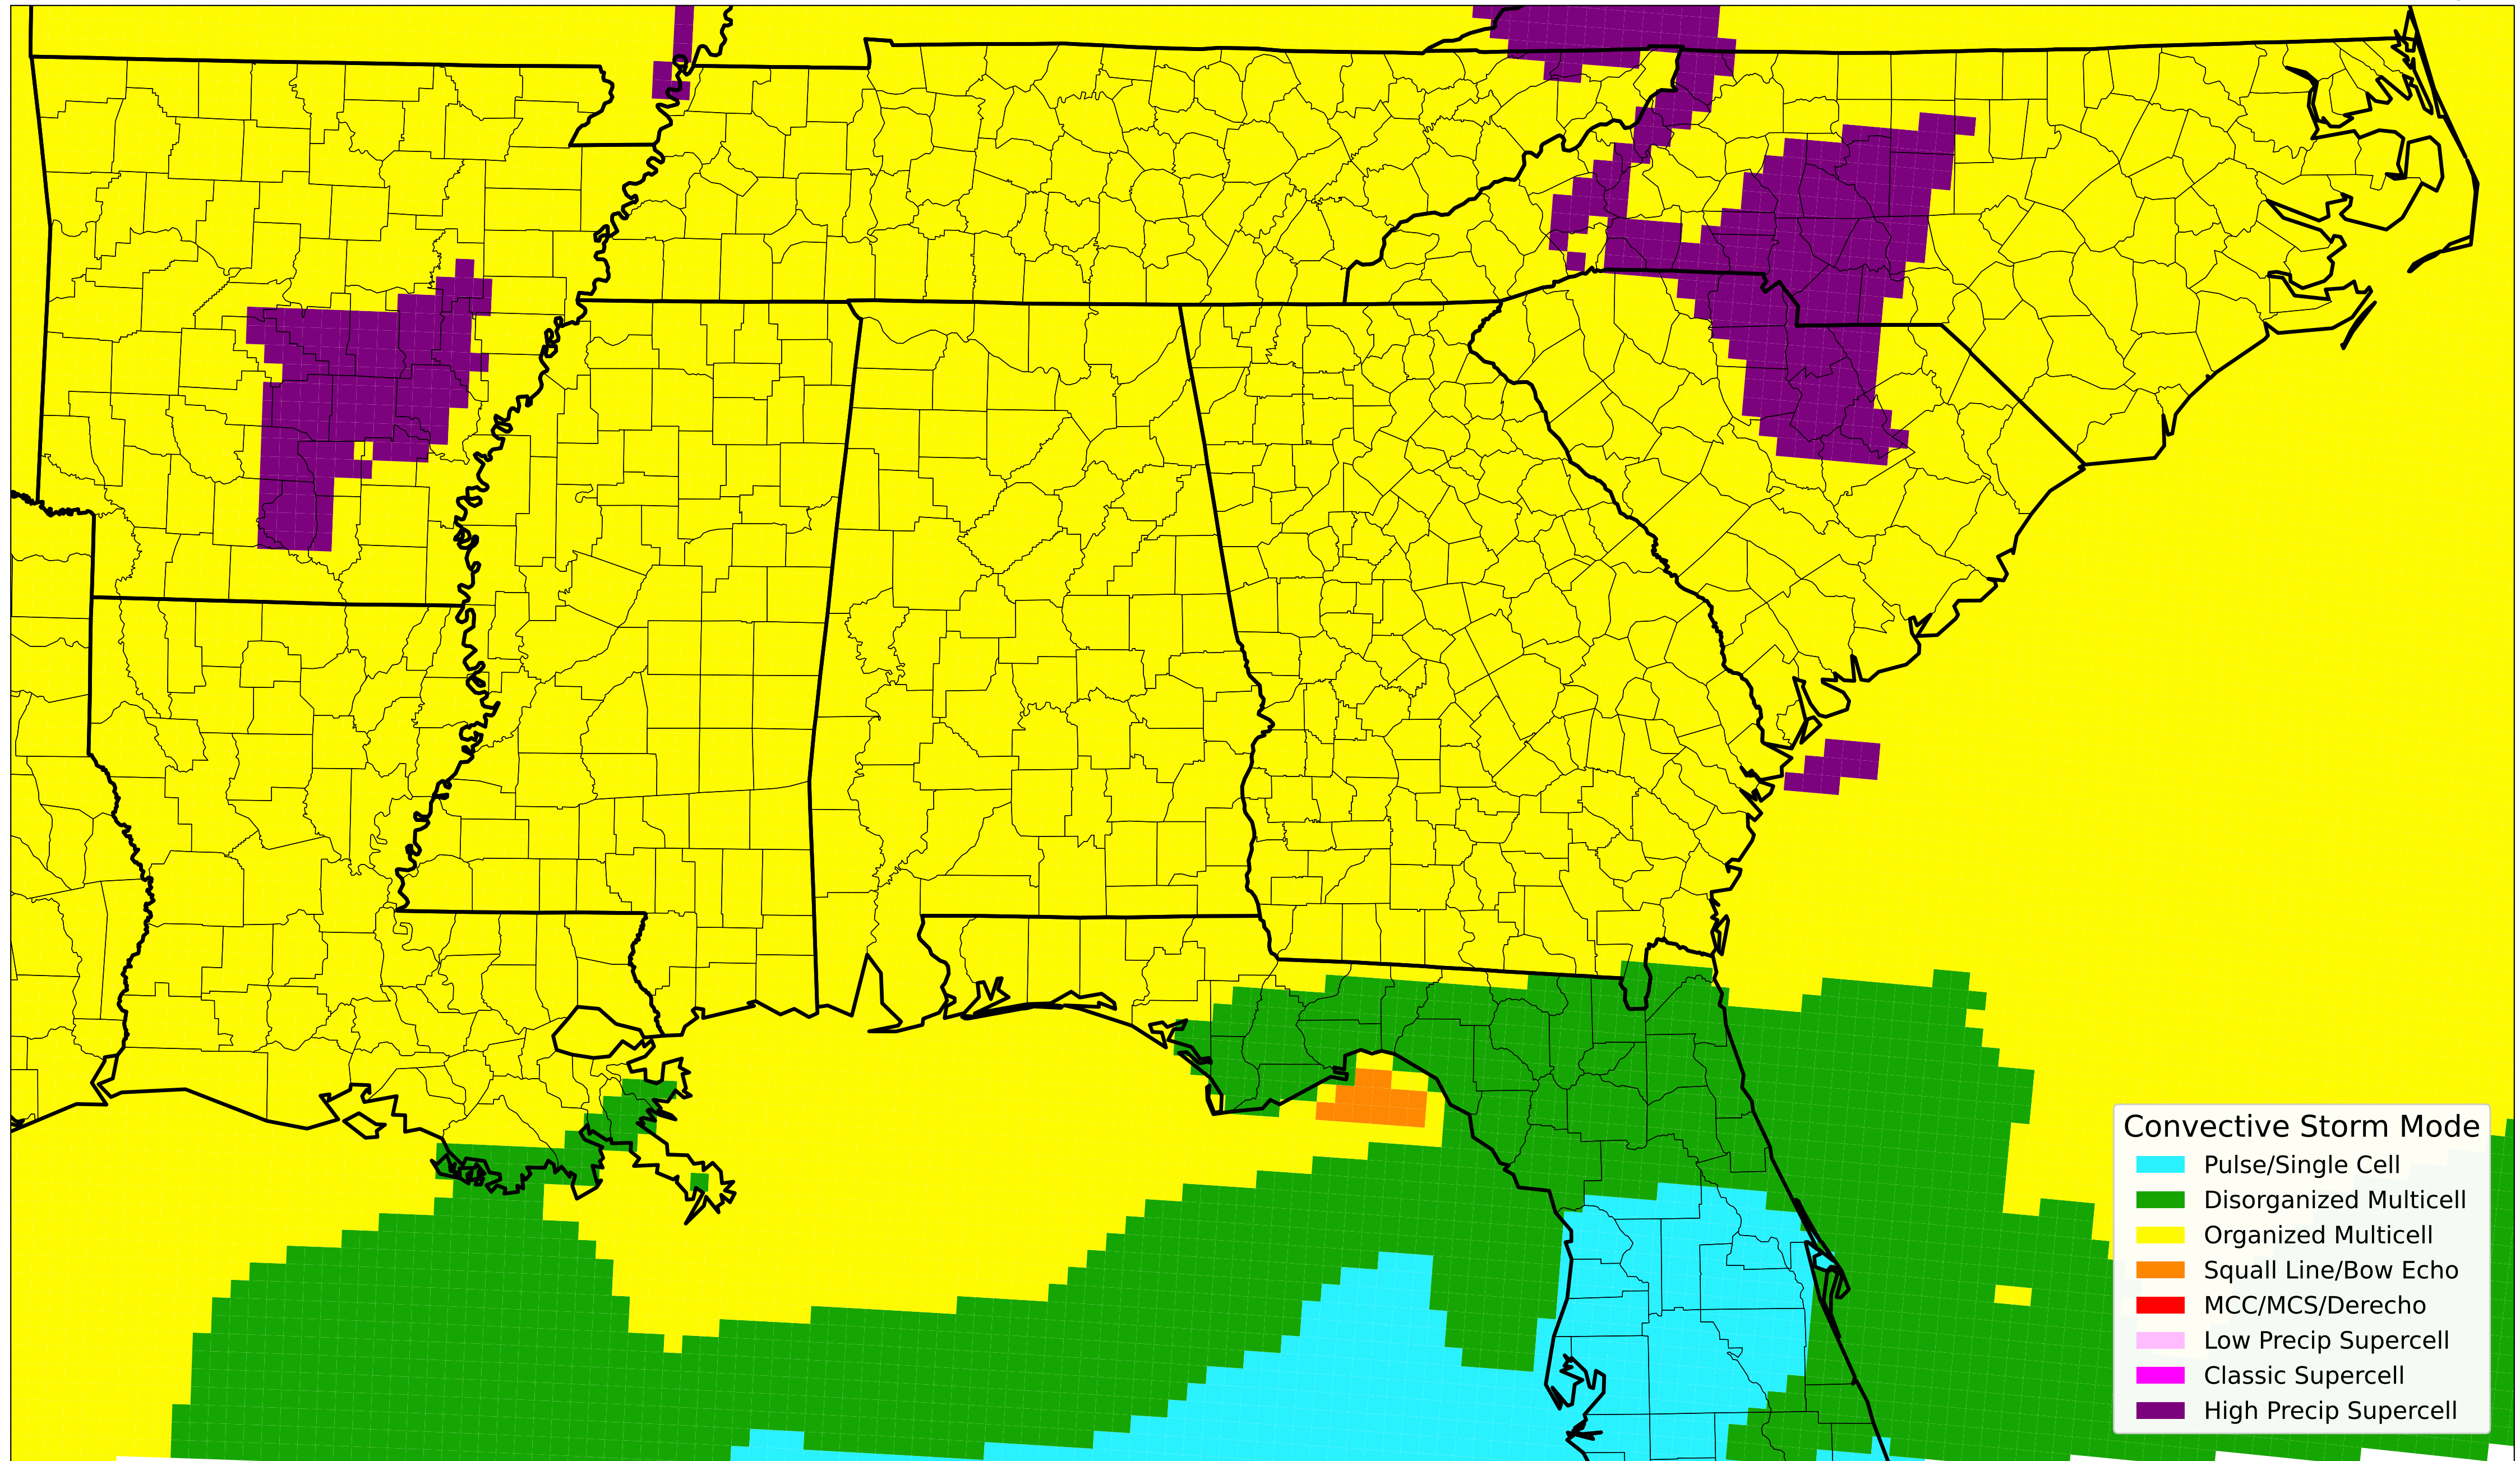 Convective Storm Mode
Pulse/Single Cell
Disorganized Multicell
Organized Multicell
Squall Line/Bow Echo
MCC/MCS/Derecho
Low Precip Supercell
Classic Supercell
High Precip Supercell